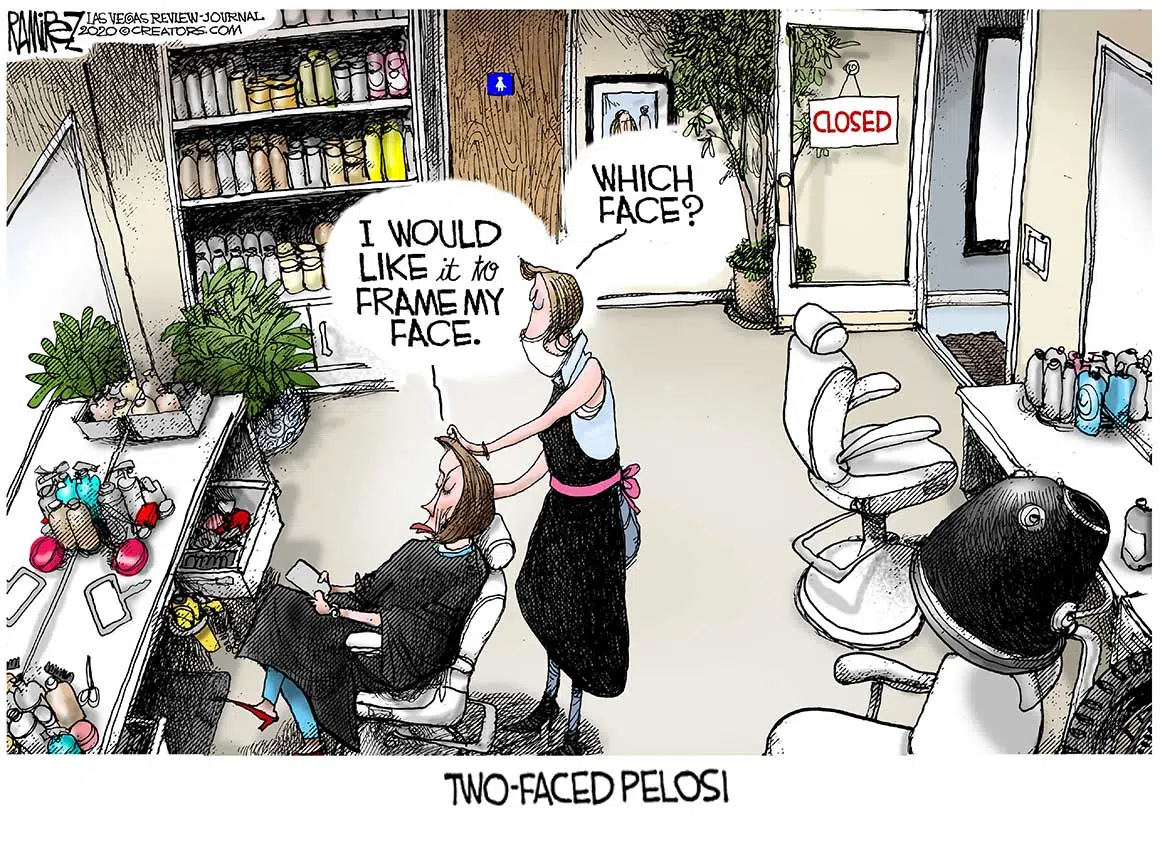 RAMIREZ
LAS VEGAS REVIEW-JOURNAL
2020 © CREATORS.COM
CLOSED
WHICH
FACE?
I WOULD
LIKE it to
FRAME MY
FACE.
TWO-FACED PELOSI